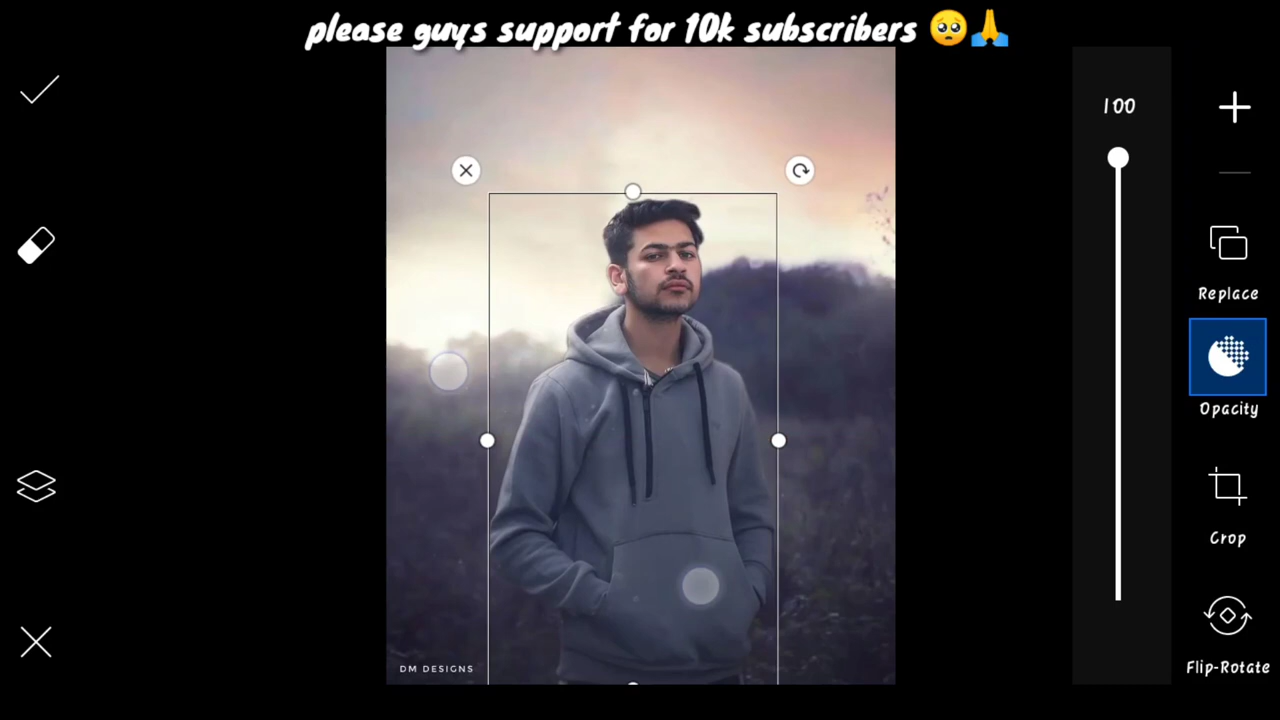 please guys support for 10k subscribers 🥺🙏
100
Replace
Opacity
Crop
Flip-Rotate
DM DESIGNS